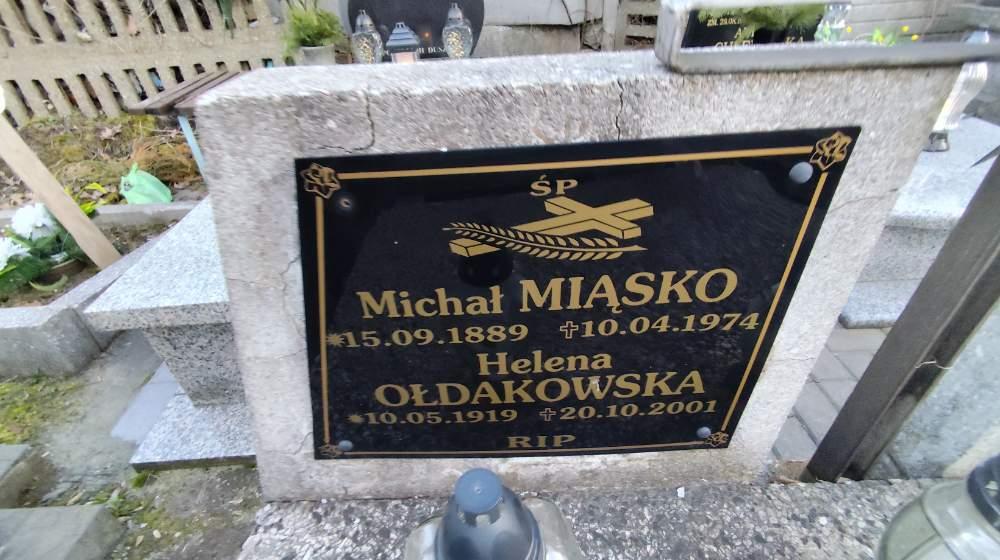 ŚP
Michał MIĄSKO
*15.09.1889 ✝10.04.1974
Helena
OŁDAKOWSKA
*10.05.1919 ✝20.10.2001
RIP